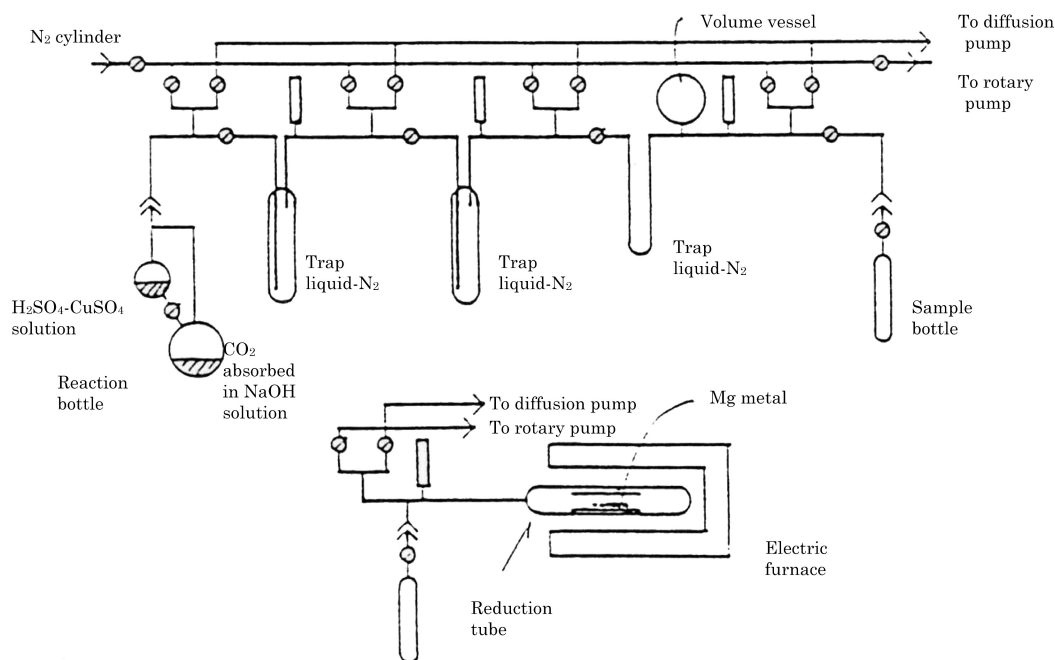 N₂ cylinder
Volume vessel
To diffusion
pump
To rotary
pump
Trap
liquid-N₂
Trap
liquid-N₂
Trap
liquid-N₂
Sample
bottle
H₂SO₄-CuSO₄
solution
Reaction
bottle
CO₂
absorbed
in NaOH
solution
To diffusion pump
To rotary pump
Mg metal
Electric
furnace
Reduction
tube